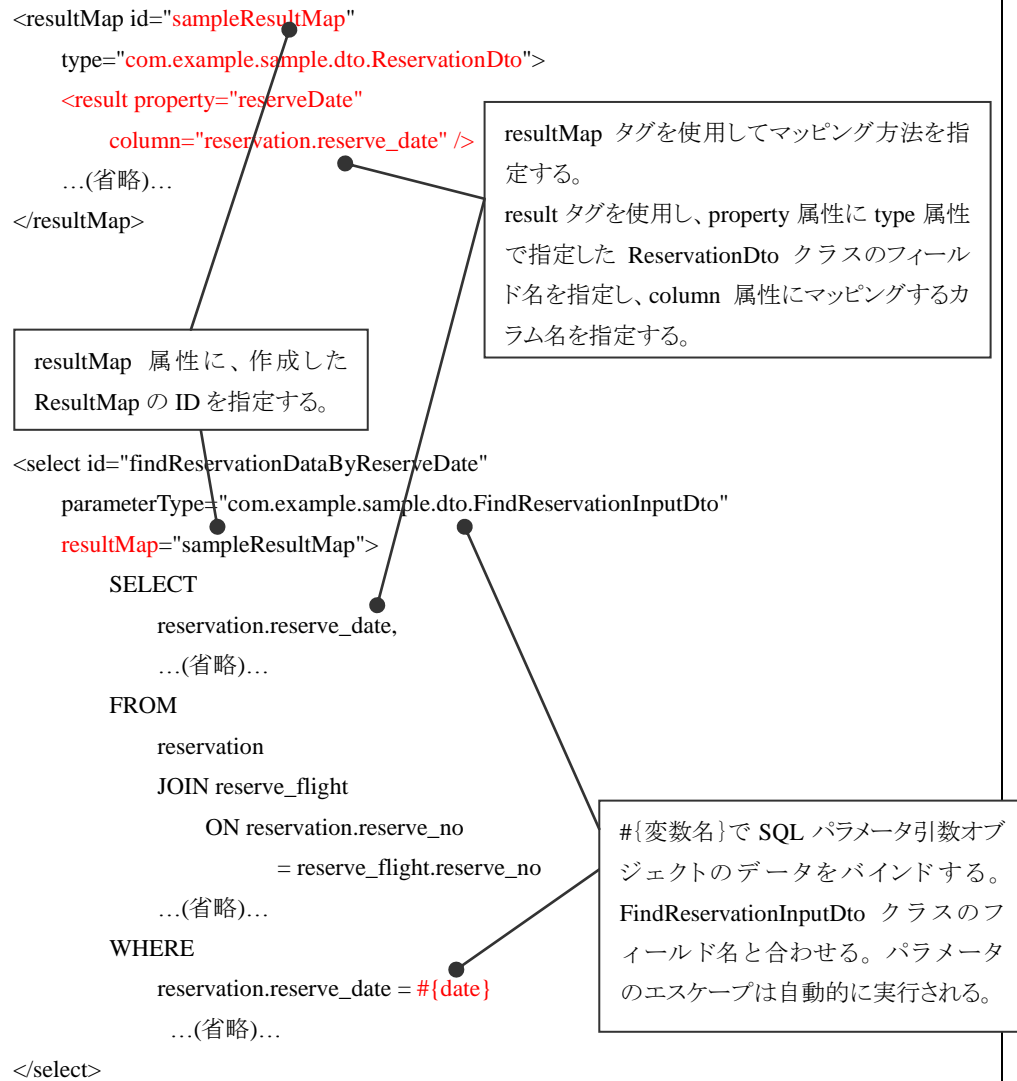 <resultMap id="sampleResultMap"
type="com.example.sample.dto.ReservationDto">
<result property="reserveDate"
column="reservation.reserve_date" />
…(省略)…
</resultMap>
resultMap タグを使用してマッピング方法を指
定する。
result タグを使用し、property 属性に type 属性
で指定した ReservationDto クラスのフィール
ド名を指定し、column 属性にマッピングするカ
ラム名を指定する。
resultMap 属性に、作成した
ResultMap の ID を指定する。
<select id="findReservationDataByReserveDate"
parameterType="com.example.sample.dto.FindReservationInputDto"
resultMap="sampleResultMap">
SELECT
reservation.reserve_date,
…(省略)…
FROM
reservation
JOIN reserve_flight
ON reservation.reserve_no
= reserve_flight.reserve_no
…(省略)…
WHERE
reservation.reserve_date = #{date}
…(省略)…
</select>
#{変数名}で SQL パラメータ引数オブ
ジェクトのデータをバインドする。
FindReservationInputDto クラスのフ
ィールド名と合わせる。パラメータ
のエスケープは自動的に実行される。